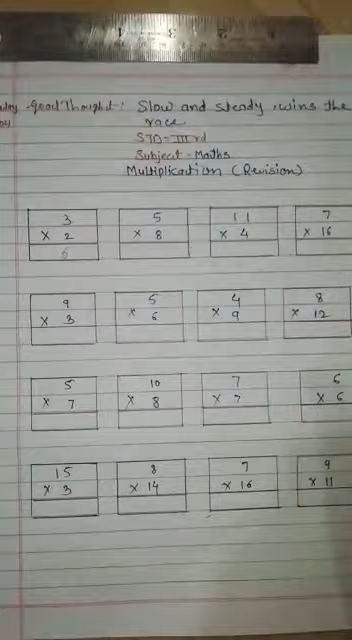 Good Thought: Slow and steady wins the
race
STD = IIIrd
Subject - Maths
Multiplication (Revision)
3 5 11 7
× 2 × 8 × 4 × 16
6
9 5 4 8
× 3 × 6 × 9 × 12
5 10 7 6
× 7 × 8 × 7 × 6
15 8 7 9
× 3 × 14 × 16 × 11